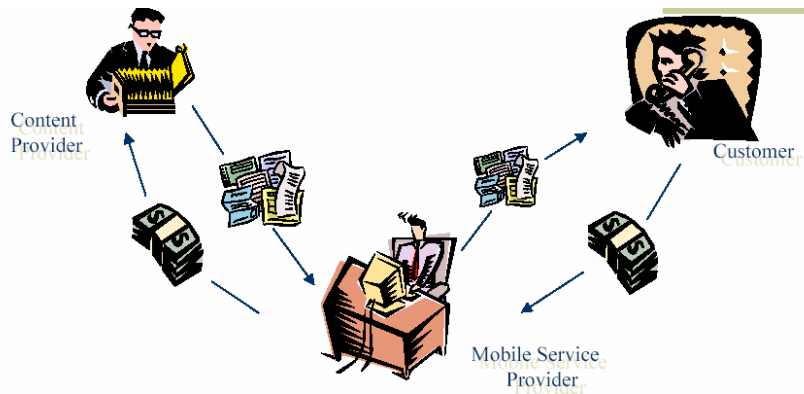 Content
Provider
Customer
Mobile Service
Provider